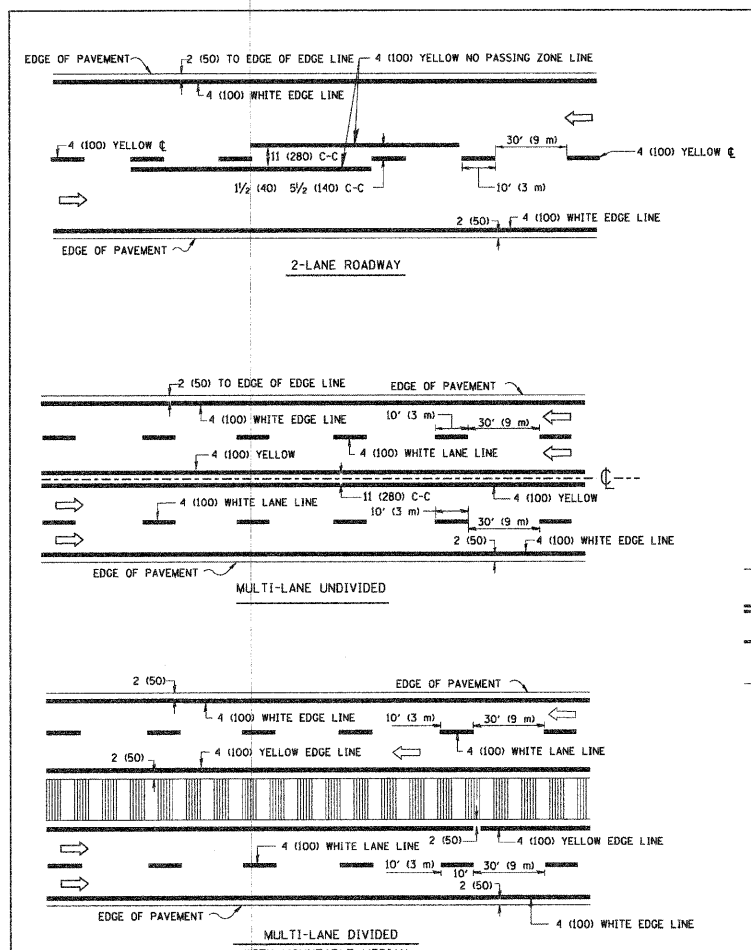 2 (50) TO EDGE OF EDGE LINE
4 (100) YELLOW NO PASSING ZONE LINE
EDGE OF PAVEMENT
4 (100) WHITE EDGE LINE
30' (9 m)
4 (100) YELLOW ℄
11 (280) C-C
4 (100) YELLOW ℄
1½ (40) 5½ (140) C-C
10' (3 m)
2 (50)
4 (100) WHITE EDGE LINE
EDGE OF PAVEMENT
2-LANE ROADWAY
2 (50) TO EDGE OF EDGE LINE
EDGE OF PAVEMENT
4 (100) WHITE EDGE LINE
10' (3 m)
30' (9 m)
4 (100) YELLOW
4 (100) WHITE LANE LINE
℄
4 (100) WHITE LANE LINE
11 (280) C-C
4 (100) YELLOW
10' (3 m)
30' (9 m)
2 (50)
4 (100) WHITE EDGE LINE
EDGE OF PAVEMENT
MULTI-LANE UNDIVIDED
2 (50)
EDGE OF PAVEMENT
4 (100) WHITE EDGE LINE
10' (3 m)
30' (9 m)
4 (100) YELLOW EDGE LINE
4 (100) WHITE LANE LINE
2 (50)
4 (100) WHITE LANE LINE
2 (50)
4 (100) YELLOW EDGE LINE
10' (3 m)
30' (9 m)
10'
2 (50)
EDGE OF PAVEMENT
4 (100) WHITE EDGE LINE
MULTI-LANE DIVIDED